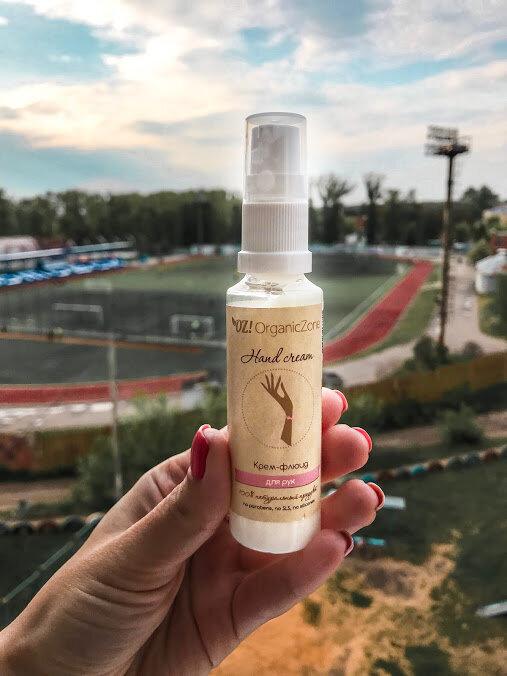 OZ! OrganicZone
Hand cream
Крем-флюид
для рук
100% натуральный продукт
no parabens, no SLS, no silicones